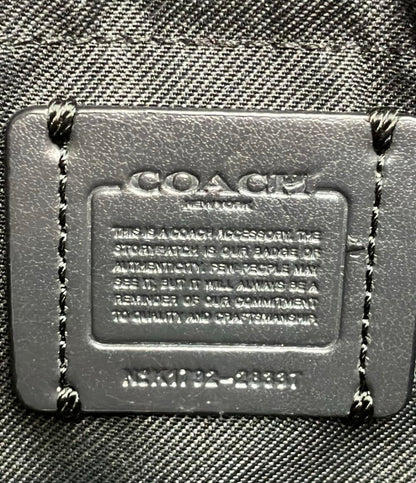 COACH
NEW YORK
THIS IS A COACH ACCESSORY. THE
STORYPATCH IS OUR BADGE OF
AUTHENTICITY. FEW PEOPLE MAY
SEE IT, BUT IT WILL ALWAYS BE A
REMINDER OF OUR COMMITMENT
TO QUALITY AND CRAFTSMANSHIP.